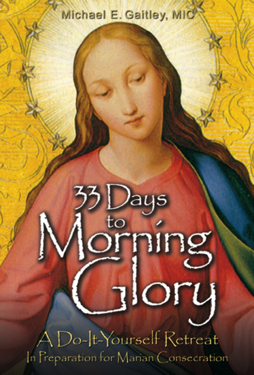 Michael E. Gaitley, MIC
33 Days
to
Morning
Glory
A Do-It-Yourself Retreat
In Preparation for Marian Consecration